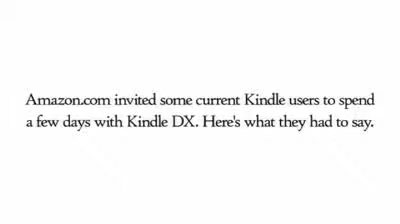 Amazon.com invited some current Kindle users to spend
a few days with Kindle DX. Here's what they had to say.